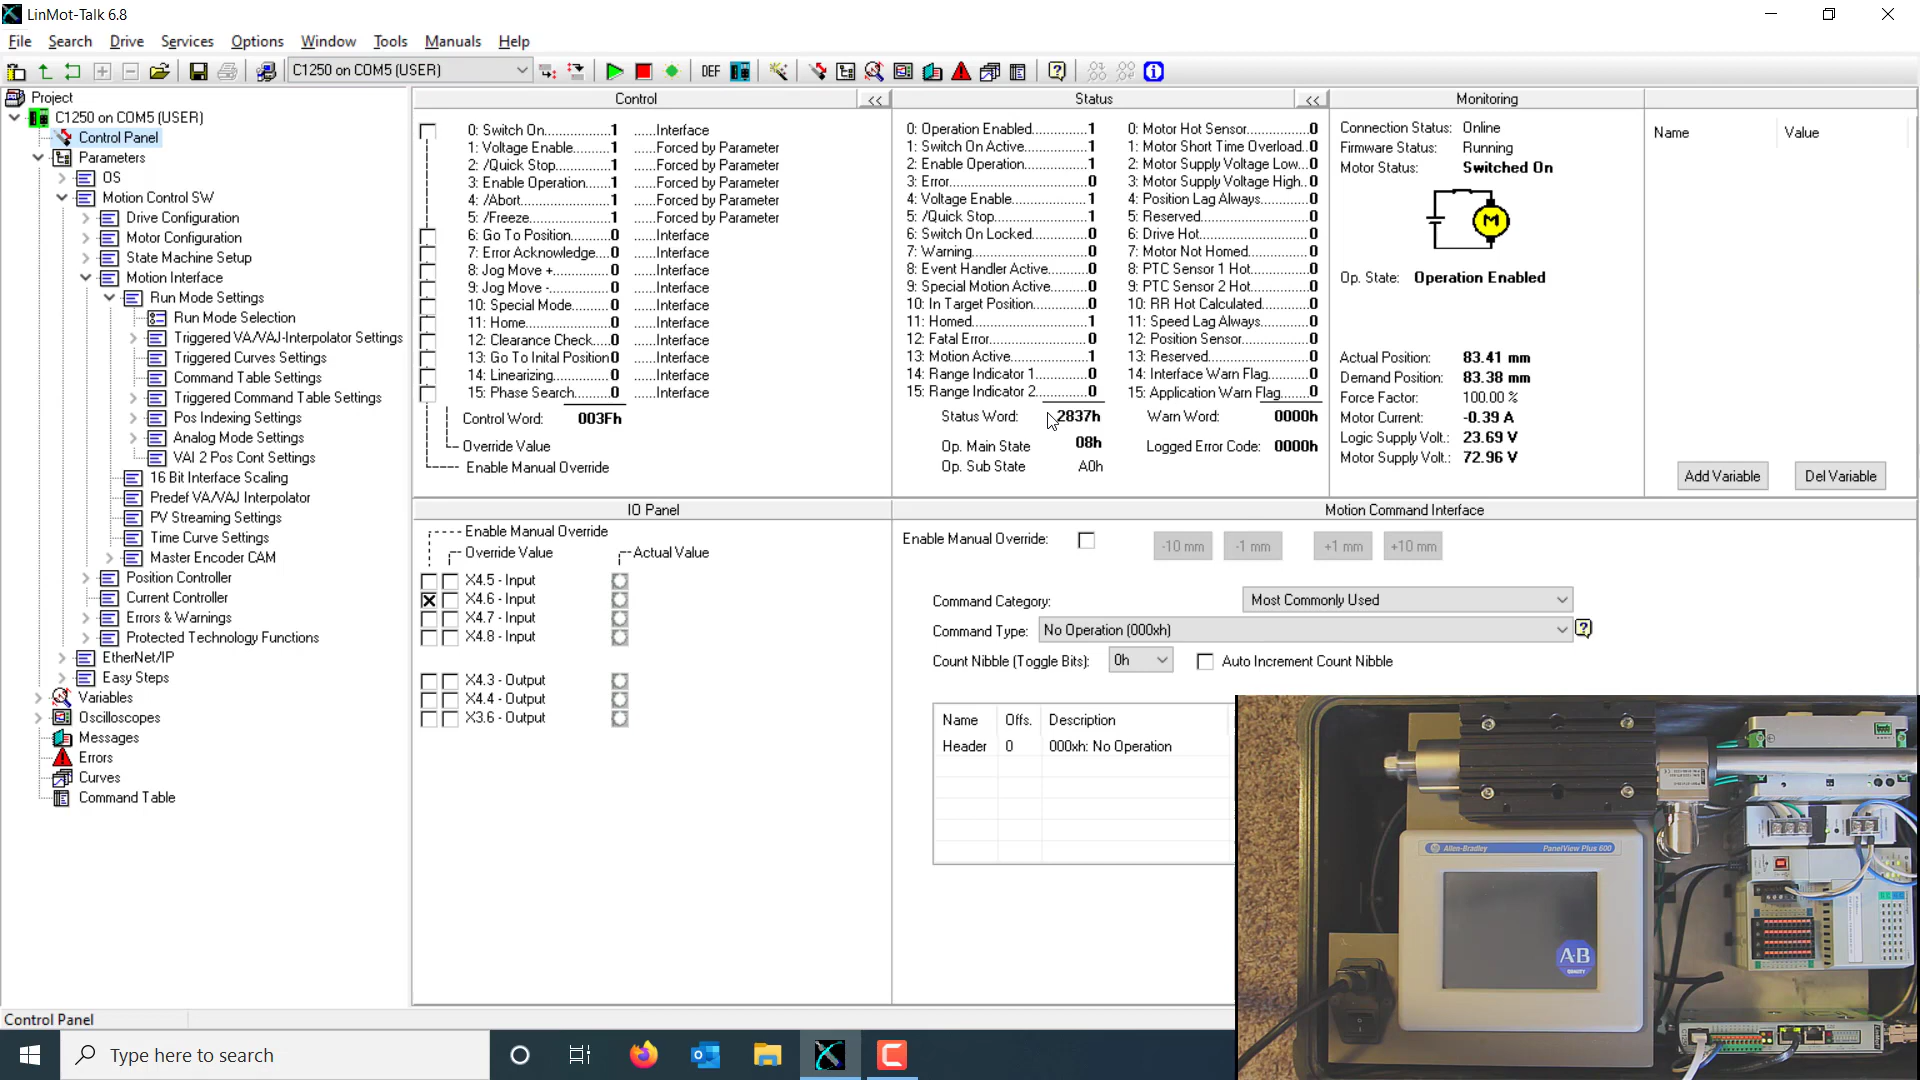 LinMot-Talk 6.8
File Search Drive Services Options Window Tools Manuals Help
C1250 on COM5 (USER)
DEF
Project
C1250 on COM5 (USER)
Control Panel
Parameters
OS
Motion Control SW
Drive Configuration
Motor Configuration
State Machine Setup
Motion Interface
Run Mode Settings
Run Mode Selection
Triggered VA/VAJ-Interpolator Settings
Triggered Curves Settings
Command Table Settings
Triggered Command Table Settings
Pos Indexing Settings
Analog Mode Settings
VAI 2 Pos Cont Settings
16 Bit Interface Scaling
Predef VA/VAJ Interpolator
PV Streaming Settings
Time Curve Settings
Master Encoder CAM
Position Controller
Current Controller
Errors & Warnings
Protected Technology Functions
EtherNet/IP
Easy Steps
Variables
Oscilloscopes
Messages
Errors
Curves
Command Table
Control <<
0: Switch On................1 ......Interface
1: Voltage Enable.........1 ......Forced by Parameter
2: /Quick Stop..............1 ......Forced by Parameter
3: Enable Operation......1 ......Forced by Parameter
4: /Abort.....................1 ......Forced by Parameter
5: /Freeze...................1 ......Forced by Parameter
6: Go To Position..........0 ......Interface
7: Error Acknowledge....0 ......Interface
8: Jog Move +..............0 ......Interface
9: Jog Move -...............0 ......Interface
10: Special Mode..........0 ......Interface
11: Home....................0 ......Interface
12: Clearance Check.....0 ......Interface
13: Go To Inital Position0 ......Interface
14: Linearizing..............0 ......Interface
15: Phase Search.........0 ......Interface
Control Word: 003Fh
Override Value
Enable Manual Override
Status <<
0: Operation Enabled.............1
1: Switch On Active...............1
2: Enable Operation...............1
3: Error................................0
4: Voltage Enable..................1
5: /Quick Stop......................1
6: Switch On Locked..............0
7: Warning...........................0
8: Event Handler Active..........0
9: Special Motion Active.........0
10: In Target Position.............0
11: Homed...........................1
12: Fatal Error.......................0
13: Motion Active..................1
14: Range Indicator 1.............0
15: Range Indicator 2.............0
Status Word: 2837h
Op. Main State 08h
Op. Sub State A0h
0: Motor Hot Sensor.............0
1: Motor Short Time Overload..0
2: Motor Supply Voltage Low...0
3: Motor Supply Voltage High..0
4: Position Lag Always...........0
5: Reserved........................0
6: Drive Hot........................0
7: Motor Not Homed..............0
8: PTC Sensor 1 Hot..............0
9: PTC Sensor 2 Hot..............0
10: RR Hot Calculated...........0
11: Speed Lag Always...........0
12: Position Sensor...............0
13: Reserved......................0
14: Interface Warn Flag..........0
15: Application Warn Flag.......0
Warn Word: 0000h
Logged Error Code: 0000h
Monitoring
Connection Status: Online
Firmware Status: Running
Motor Status: Switched On
M
Op. State: Operation Enabled
Actual Position: 83.41 mm
Demand Position: 83.38 mm
Force Factor: 100.00 %
Motor Current: -0.39 A
Logic Supply Volt.: 23.69 V
Motor Supply Volt.: 72.96 V
Name Value
Add Variable Del Variable
IO Panel
Enable Manual Override
Override Value Actual Value
X4.5 - Input
X4.6 - Input
X4.7 - Input
X4.8 - Input
X4.3 - Output
X4.4 - Output
X3.6 - Output
Motion Command Interface
Enable Manual Override: -10 mm -1 mm +1 mm +10 mm
Command Category: Most Commonly Used
Command Type: No Operation (000xh)
Count Nibble (Toggle Bits): 0h Auto Increment Count Nibble
Name Offs. Description
Header 0 000xh: No Operation
Allen-Bradley PanelView Plus 600
A-B
Control Panel
Type here to search